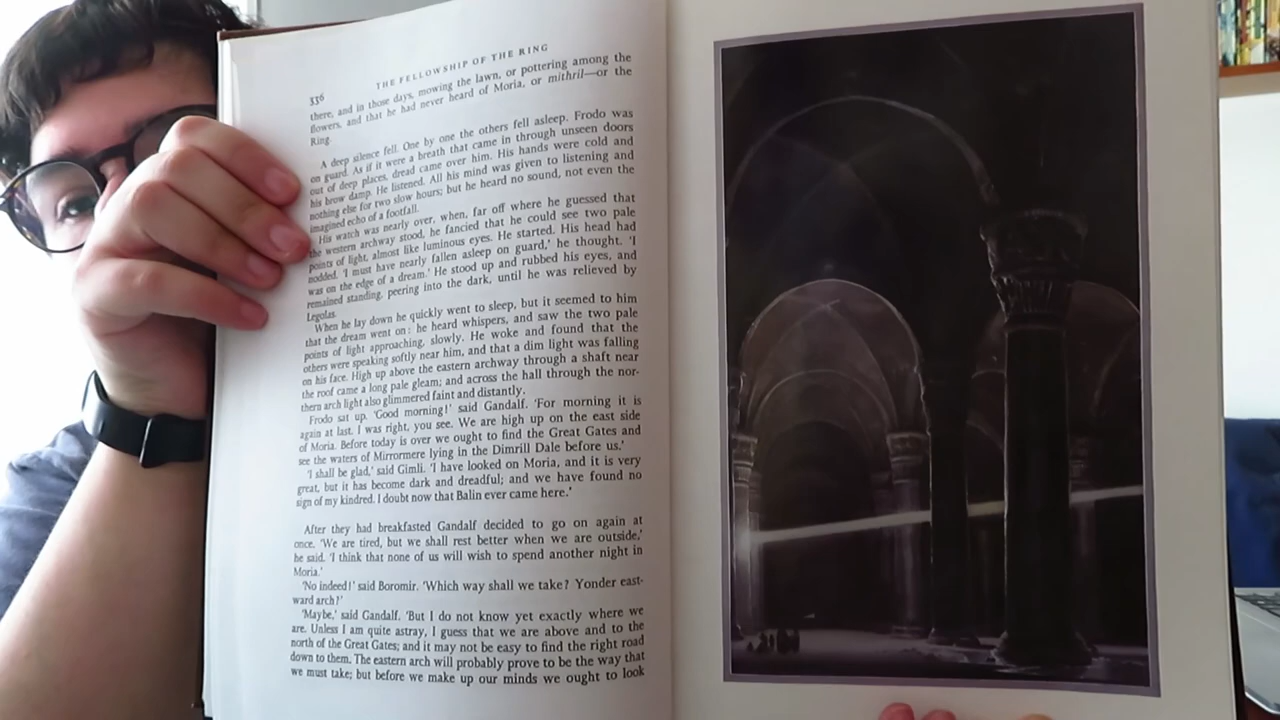 336 THE FELLOWSHIP OF THE RING
there, and in those days, mowing the lawn, or pottering among the
flowers, and that he had never heard of Moria, or mithril—or the
Ring.
A deep silence fell. One by one the others fell asleep. Frodo was
on guard. As if it were a breath that came in through unseen doors
out of deep places, dread came over him. His hands were cold and
his brow damp. He listened. All his mind was given to listening and
nothing else for two slow hours; but he heard no sound, not even the
imagined echo of a footfall.
His watch was nearly over, when, far off where he guessed that
the western archway stood, he fancied that he could see two pale
points of light, almost like luminous eyes. He started. His head had
nodded. ‘I must have nearly fallen asleep on guard,’ he thought. ‘I
was on the edge of a dream.’ He stood up and rubbed his eyes, and
remained standing, peering into the dark, until he was relieved by
Legolas.
When he lay down he quickly went to sleep, but it seemed to him
that the dream went on: he heard whispers, and saw the two pale
points of light approaching, slowly. He woke and found that the
others were speaking softly near him, and that a dim light was falling
on his face. High up above the eastern archway through a shaft near
the roof came a long pale gleam; and across the hall through the nor-
thern arch light also glimmered faint and distantly.
Frodo sat up. ‘Good morning!’ said Gandalf. ‘For morning it is
again at last. I was right, you see. We are high up on the east side
of Moria. Before today is over we ought to find the Great Gates and
see the waters of Mirrormere lying in the Dimrill Dale before us.’
‘I shall be glad,’ said Gimli. ‘I have looked on Moria, and it is very
great, but it has become dark and dreadful; and we have found no
sign of my kindred. I doubt now that Balin ever came here.’
After they had breakfasted Gandalf decided to go on again at
once. ‘We are tired, but we shall rest better when we are outside,’
he said. ‘I think that none of us will wish to spend another night in
Moria.’
‘No indeed!’ said Boromir. ‘Which way shall we take? Yonder east-
ward arch?’
‘Maybe,’ said Gandalf. ‘But I do not know yet exactly where we
are. Unless I am quite astray, I guess that we are above and to the
north of the Great Gates; and it may not be easy to find the right road
down to them. The eastern arch will probably prove to be the way that
we must take; but before we make up our minds we ought to look